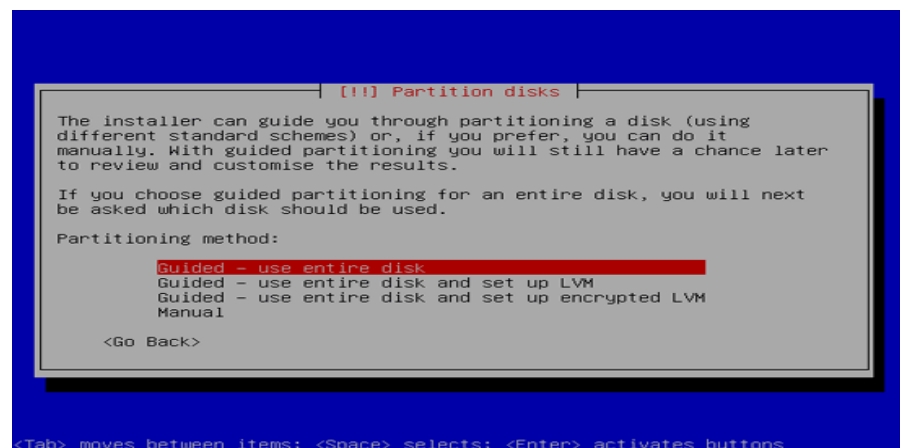 [!!] Partition disks
The installer can guide you through partitioning a disk (using
different standard schemes) or, if you prefer, you can do it
manually. With guided partitioning you will still have a chance later
to review and customise the results.
If you choose guided partitioning for an entire disk, you will next
be asked which disk should be used.
Partitioning method:
Guided - use entire disk
Guided - use entire disk and set up LVM
Guided - use entire disk and set up encrypted LVM
Manual
<Go Back>
<Tab> moves between items; <Space> selects; <Enter> activates buttons